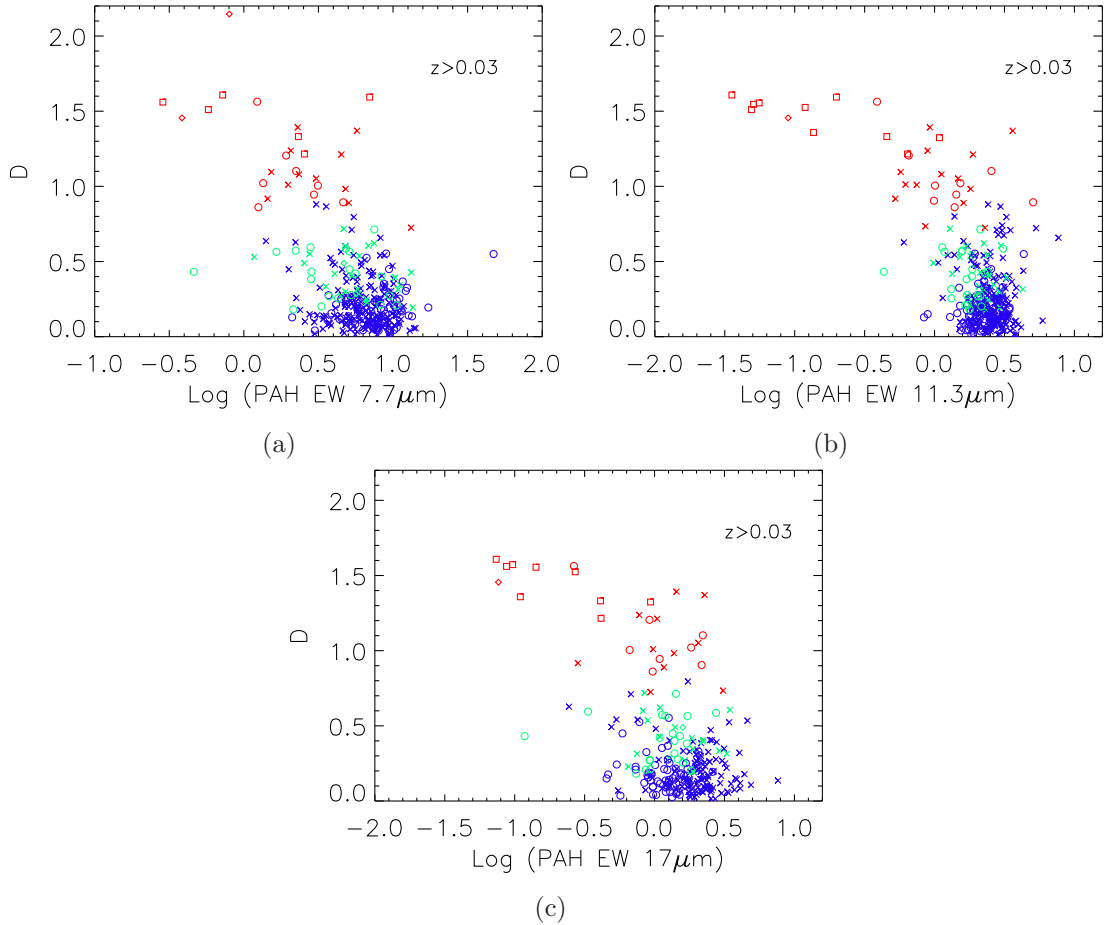 2.0
1.5
1.0
0.5
0.0
D
z>0.03
−1.0 −0.5 0.0 0.5 1.0 1.5 2.0
Log (PAH EW 7.7μm)
(a)
2.0
1.5
1.0
0.5
0.0
D
z>0.03
−2.0 −1.5 −1.0 −0.5 0.0 0.5 1.0
Log (PAH EW 11.3μm)
(b)
2.0
1.5
1.0
0.5
0.0
D
z>0.03
−2.0 −1.5 −1.0 −0.5 0.0 0.5 1.0
Log (PAH EW 17μm)
(c)